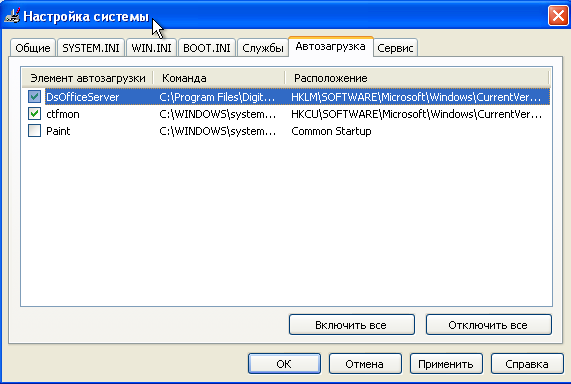 Настройка системы
Общие SYSTEM.INI WIN.INI BOOT.INI Службы Автозагрузка Сервис
Элемент автозагрузки Команда Расположение
DsOfficeServer C:\Program Files\Digit... HKLM\SOFTWARE\Microsoft\Windows\CurrentVer...
ctfmon C:\WINDOWS\system... HKCU\SOFTWARE\Microsoft\Windows\CurrentVer...
Paint C:\WINDOWS\system... Common Startup
Включить все Отключить все
ОК Отмена Применить Справка